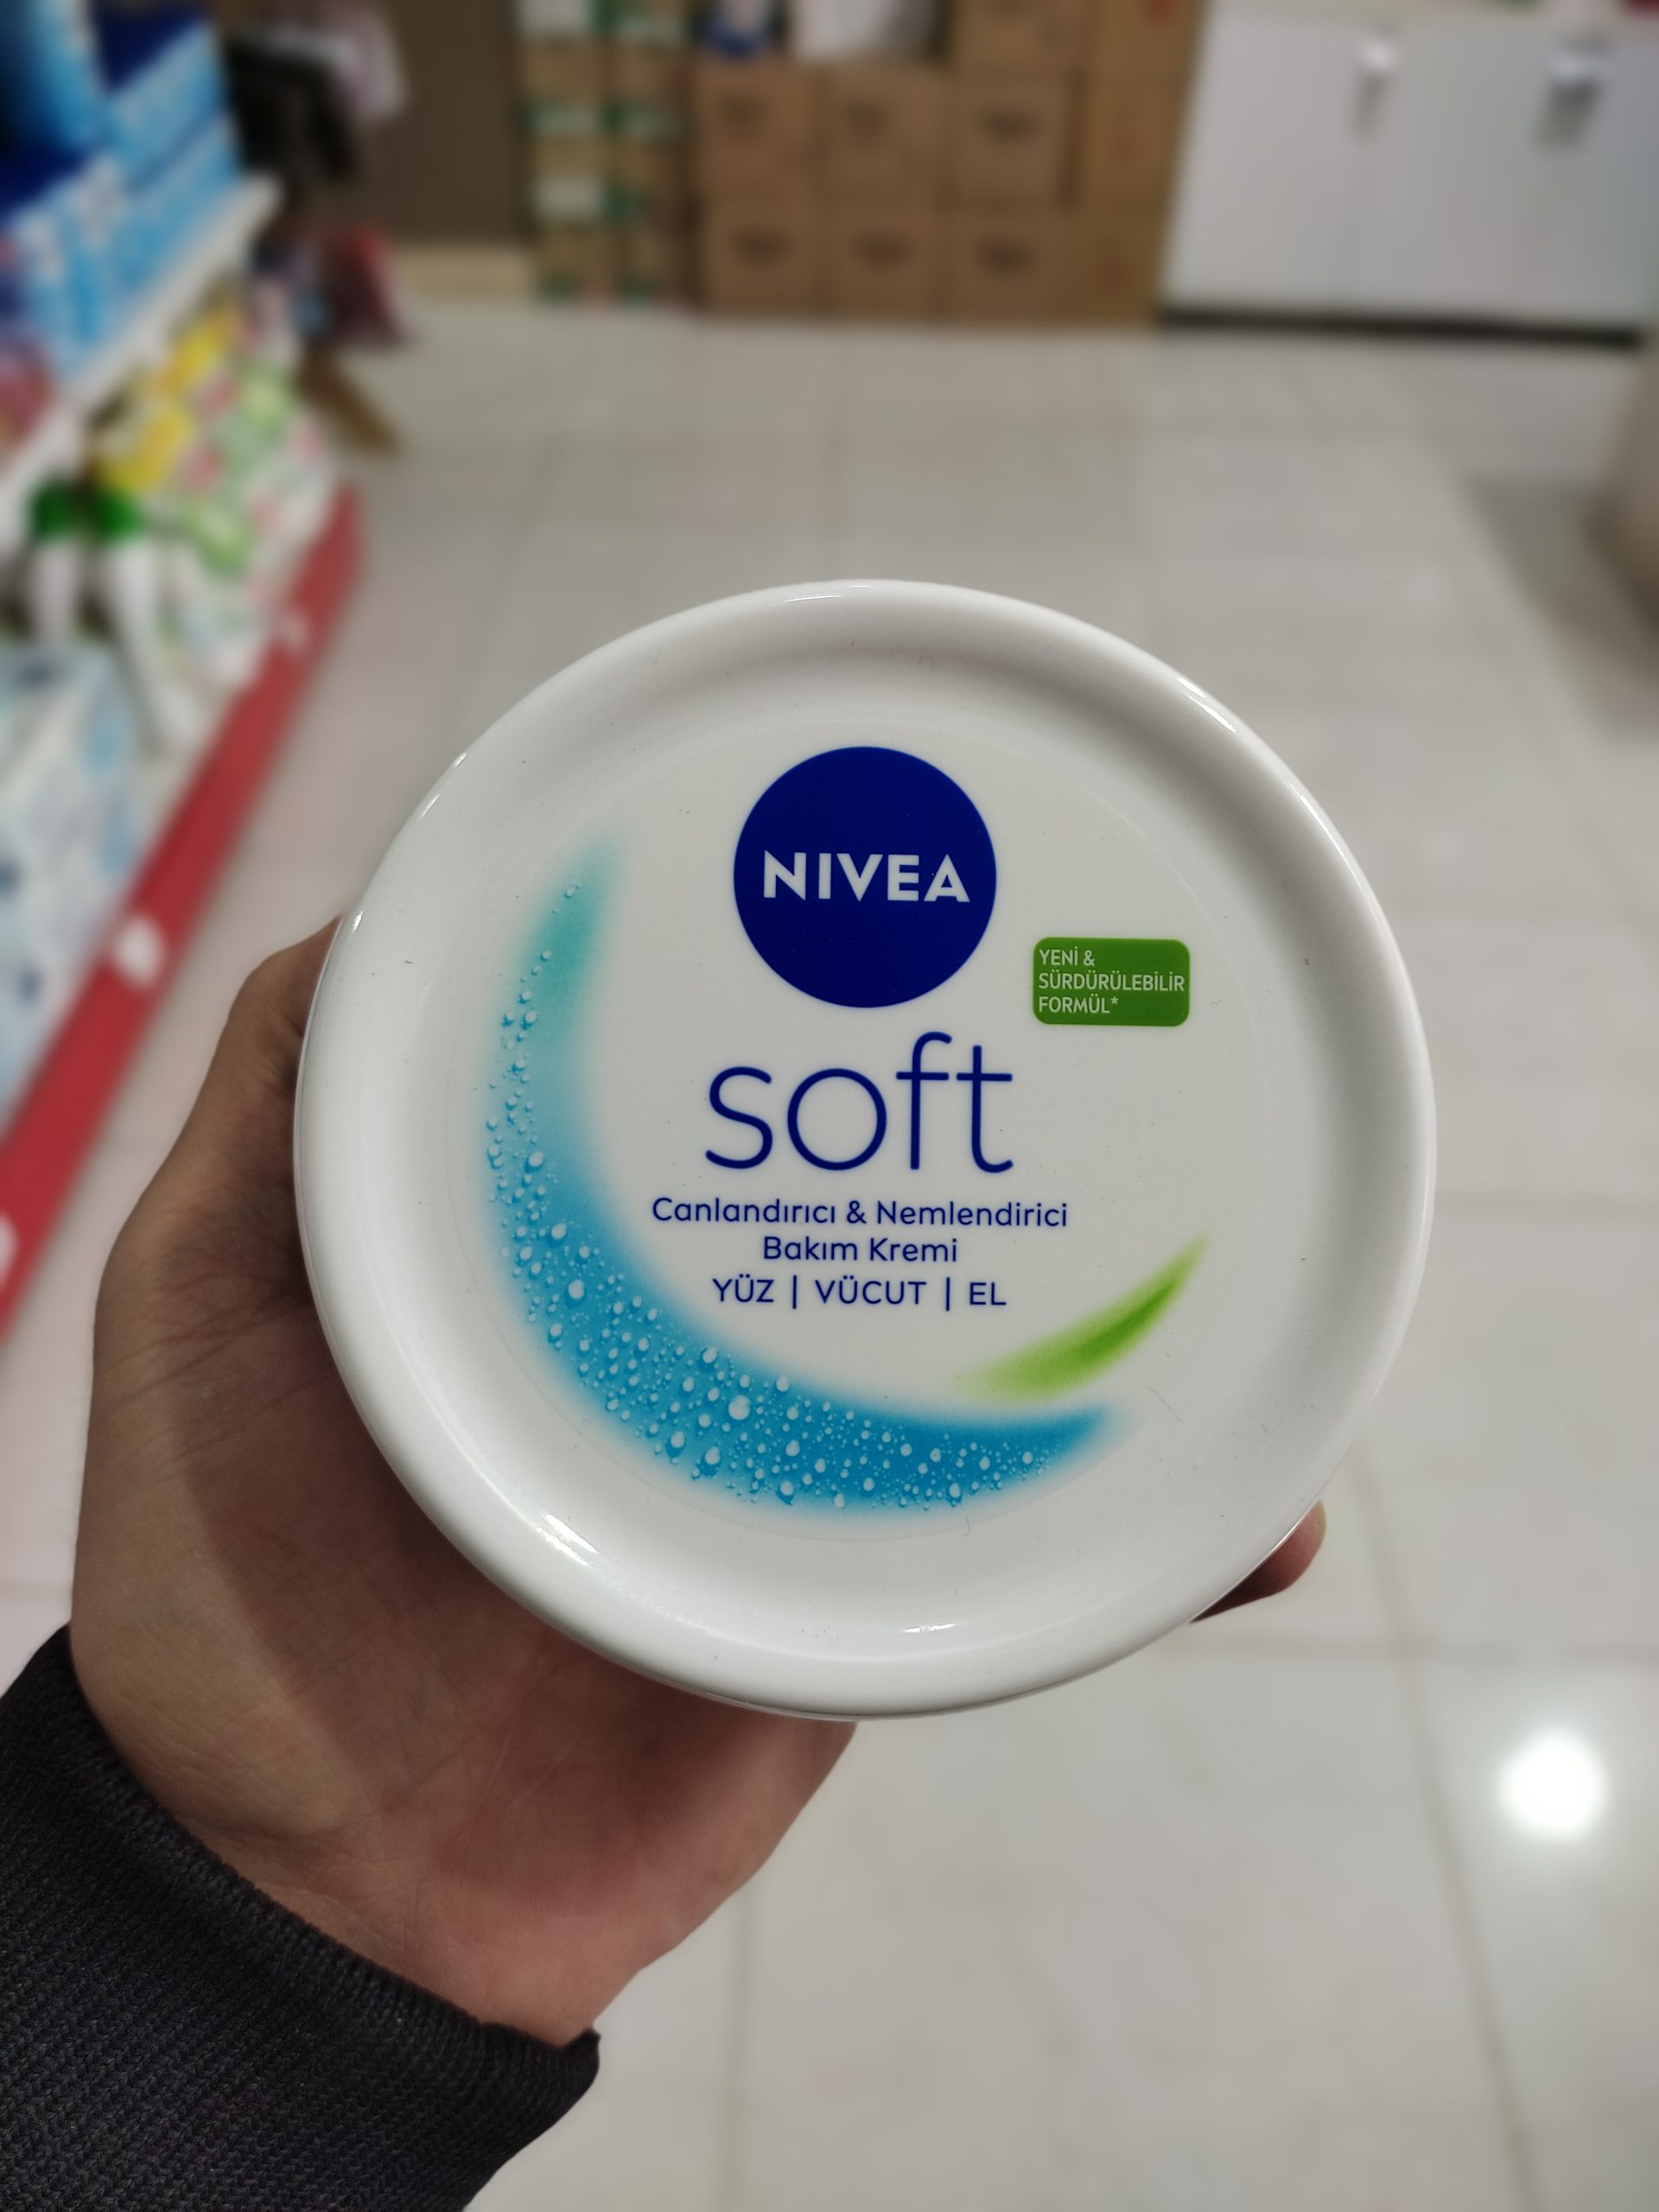 NIVEA
YENİ &
SÜRDÜRÜLEBİLİR
FORMÜL*
soft
Canlandırıcı & Nemlendirici
Bakım Kremi
YÜZ | VÜCUT | EL